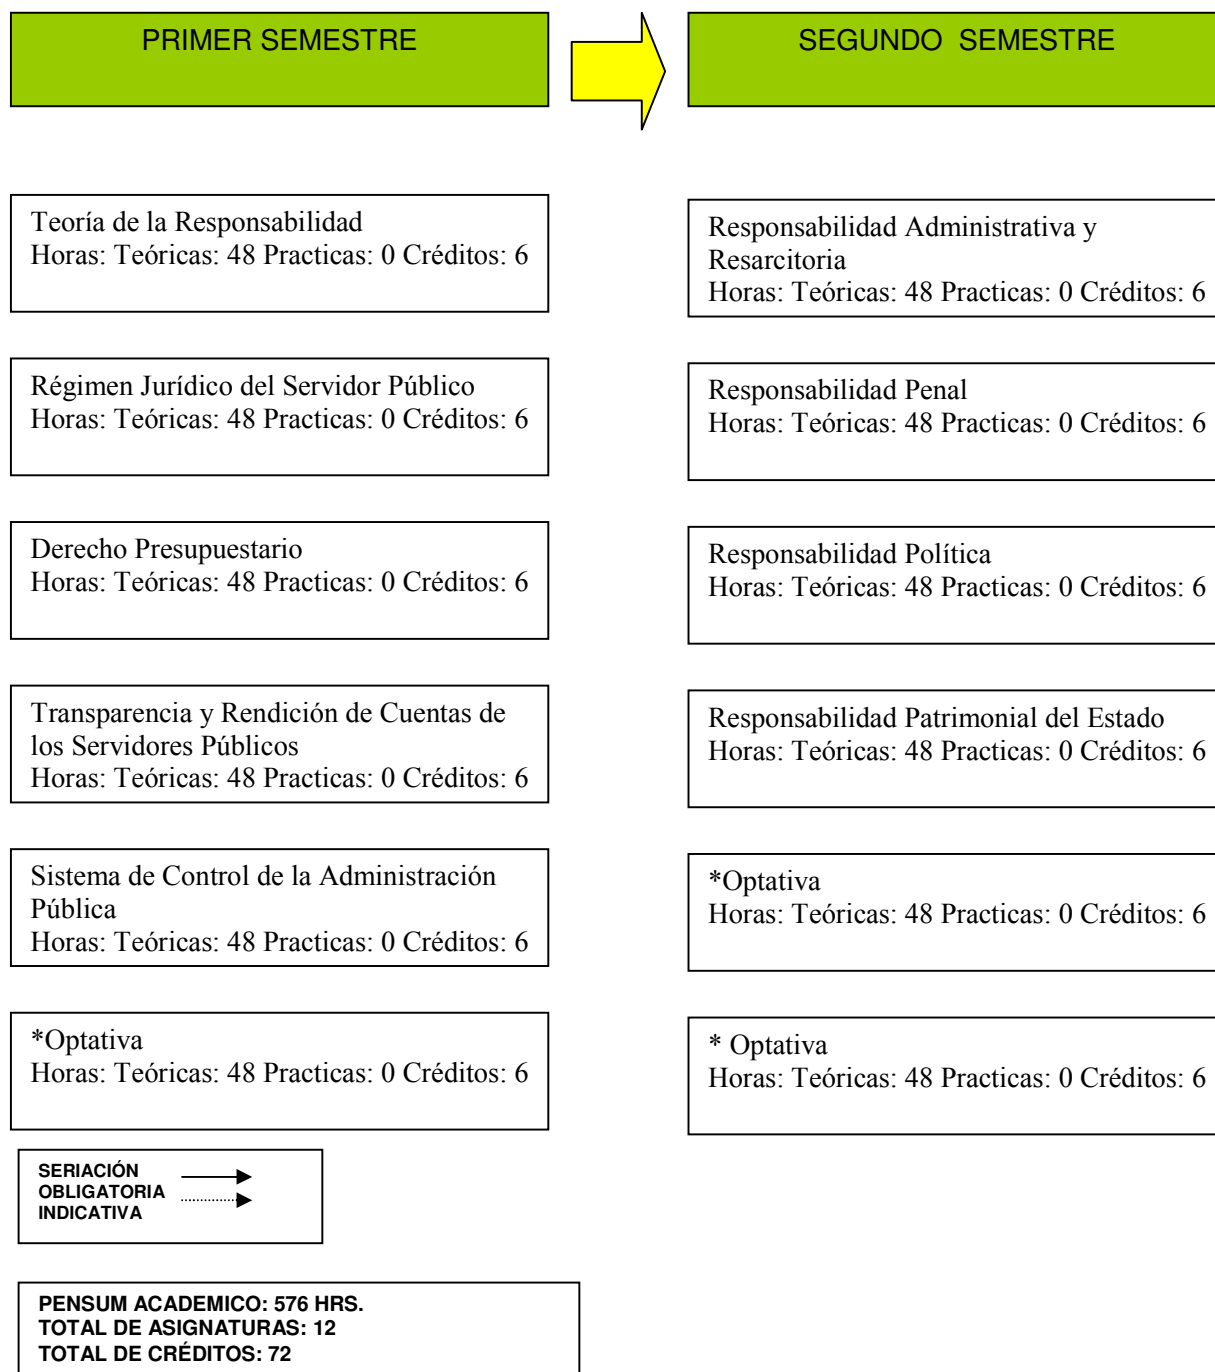 PRIMER SEMESTRE
SEGUNDO SEMESTRE
Teoría de la Responsabilidad
Horas: Teóricas: 48 Practicas: 0 Créditos: 6
Régimen Jurídico del Servidor Público
Horas: Teóricas: 48 Practicas: 0 Créditos: 6
Derecho Presupuestario
Horas: Teóricas: 48 Practicas: 0 Créditos: 6
Transparencia y Rendición de Cuentas de
los Servidores Públicos
Horas: Teóricas: 48 Practicas: 0 Créditos: 6
Sistema de Control de la Administración
Pública
Horas: Teóricas: 48 Practicas: 0 Créditos: 6
*Optativa
Horas: Teóricas: 48 Practicas: 0 Créditos: 6
Responsabilidad Administrativa y
Resarcitoria
Horas: Teóricas: 48 Practicas: 0 Créditos: 6
Responsabilidad Penal
Horas: Teóricas: 48 Practicas: 0 Créditos: 6
Responsabilidad Política
Horas: Teóricas: 48 Practicas: 0 Créditos: 6
Responsabilidad Patrimonial del Estado
Horas: Teóricas: 48 Practicas: 0 Créditos: 6
*Optativa
Horas: Teóricas: 48 Practicas: 0 Créditos: 6
* Optativa
Horas: Teóricas: 48 Practicas: 0 Créditos: 6
SERIACIÓN
OBLIGATORIA
INDICATIVA
PENSUM ACADEMICO: 576 HRS.
TOTAL DE ASIGNATURAS: 12
TOTAL DE CRÉDITOS: 72